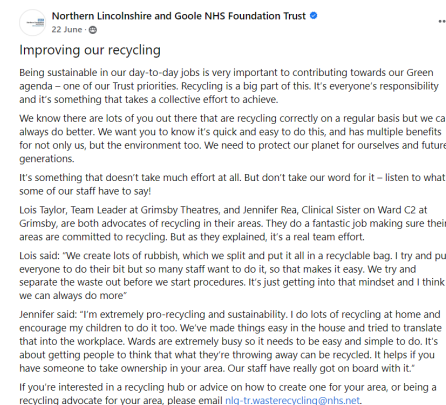 Northern Lincolnshire and Goole NHS Foundation Trust
22 June ·
Improving our recycling
Being sustainable in our day-to-day jobs is very important to contributing towards our Green
agenda – one of our Trust priorities. Recycling is a big part of this. It's everyone's responsibility
and it's something that takes a collective effort to achieve.
We know there are lots of you out there that are recycling correctly on a regular basis but we ca
always do better. We want you to know it's quick and easy to do this, and has multiple benefits
for not only us, but the environment too. We need to protect our planet for ourselves and future
generations.
It's something that doesn't take much effort at all. But don't take our word for it – listen to what
some of our staff have to say!
Lois Taylor, Team Leader at Grimsby Theatres, and Jennifer Rea, Clinical Sister on Ward C2 at
Grimsby, are both advocates of recycling in their areas. They do a fantastic job making sure their
areas are committed to recycling. But as they explained, it's a real team effort.
Lois said: "We create lots of rubbish, which we split and put it all in a recyclable bag. I try and pu
everyone to do their bit but so many staff want to do it, so that makes it easy. We try and
separate the waste out before we start procedures. It's just getting into that mindset and I think
we can always do more"
Jennifer said: "I'm extremely pro-recycling and sustainability. I do lots of recycling at home and
encourage my children to do it too. We've made things easy in the house and tried to translate
that into the workplace. Wards are extremely busy so it needs to be easy and simple to do. It's
about getting people to think that what they're throwing away can be recycled. It helps if you
have someone to take ownership in your area. Our staff have really got on board with it."
If you're interested in a recycling hub or advice on how to create one for your area, or being a
recycling advocate for your area, please email nlg-tr.wasterecycling@nhs.net.